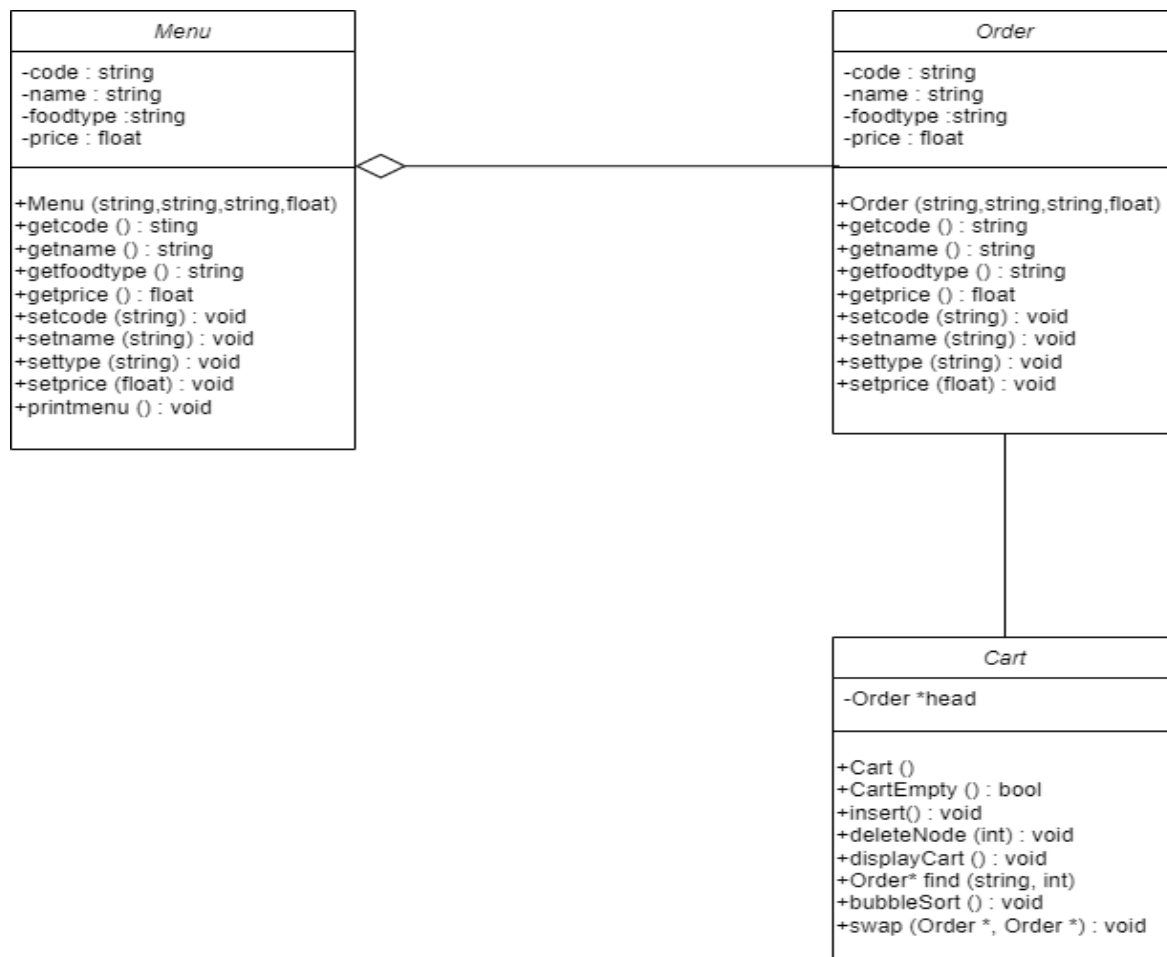 Menu
-code : string
-name : string
-foodtype :string
-price : float
+Menu (string,string,string,float)
+getcode () : sting
+getname () : string
+getfoodtype () : string
+getprice () : float
+setcode (string) : void
+setname (string) : void
+settype (string) : void
+setprice (float) : void
+printmenu () : void
Order
-code : string
-name : string
-foodtype :string
-price : float
+Order (string,string,string,float)
+getcode () : string
+getname () : string
+getfoodtype () : string
+getprice () : float
+setcode (string) : void
+setname (string) : void
+settype (string) : void
+setprice (float) : void
Cart
-Order *head
+Cart ()
+CartEmpty () : bool
+insert() : void
+deleteNode (int) : void
+displayCart () : void
+Order* find (string, int)
+bubbleSort () : void
+swap (Order *, Order *) : void